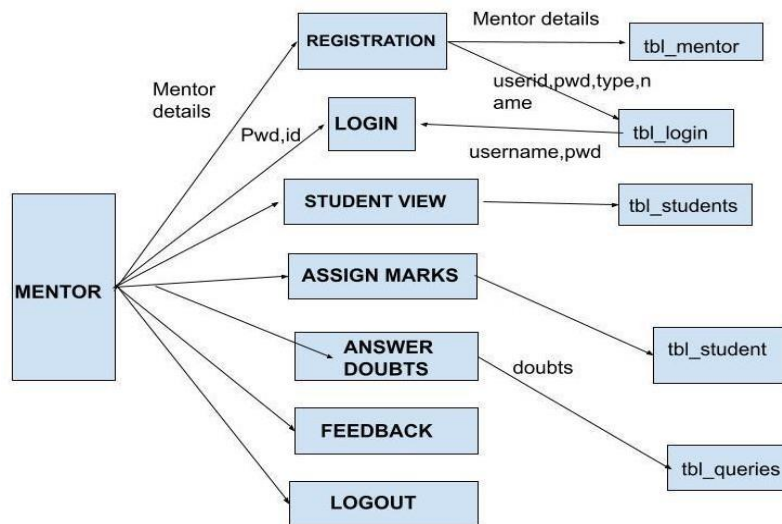 Mentor details
REGISTRATION
tbl_mentor
Mentor
details
userid,pwd,type,n
ame
Pwd,id
LOGIN
tbl_login
username,pwd
STUDENT VIEW
tbl_students
MENTOR
ASSIGN MARKS
ANSWER
DOUBTS
tbl_student
doubts
FEEDBACK
tbl_queries
LOGOUT